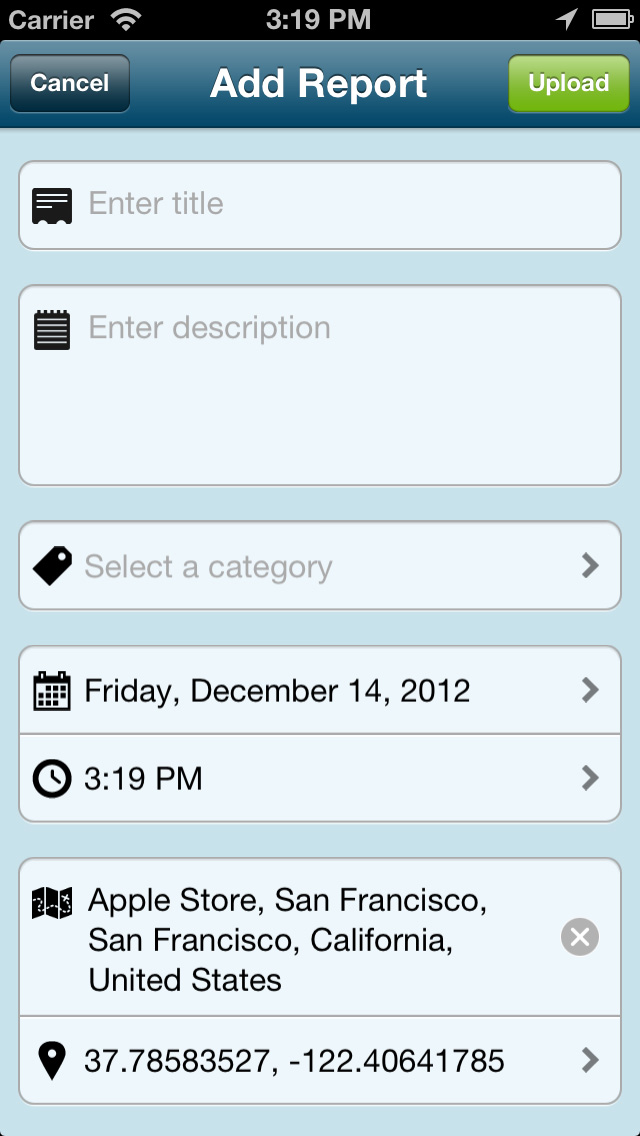 Carrier 3:19 PM
Cancel Add Report Upload
Enter title
Enter description
Select a category
Friday, December 14, 2012
3:19 PM
Apple Store, San Francisco,
San Francisco, California,
United States
37.78583527, -122.40641785